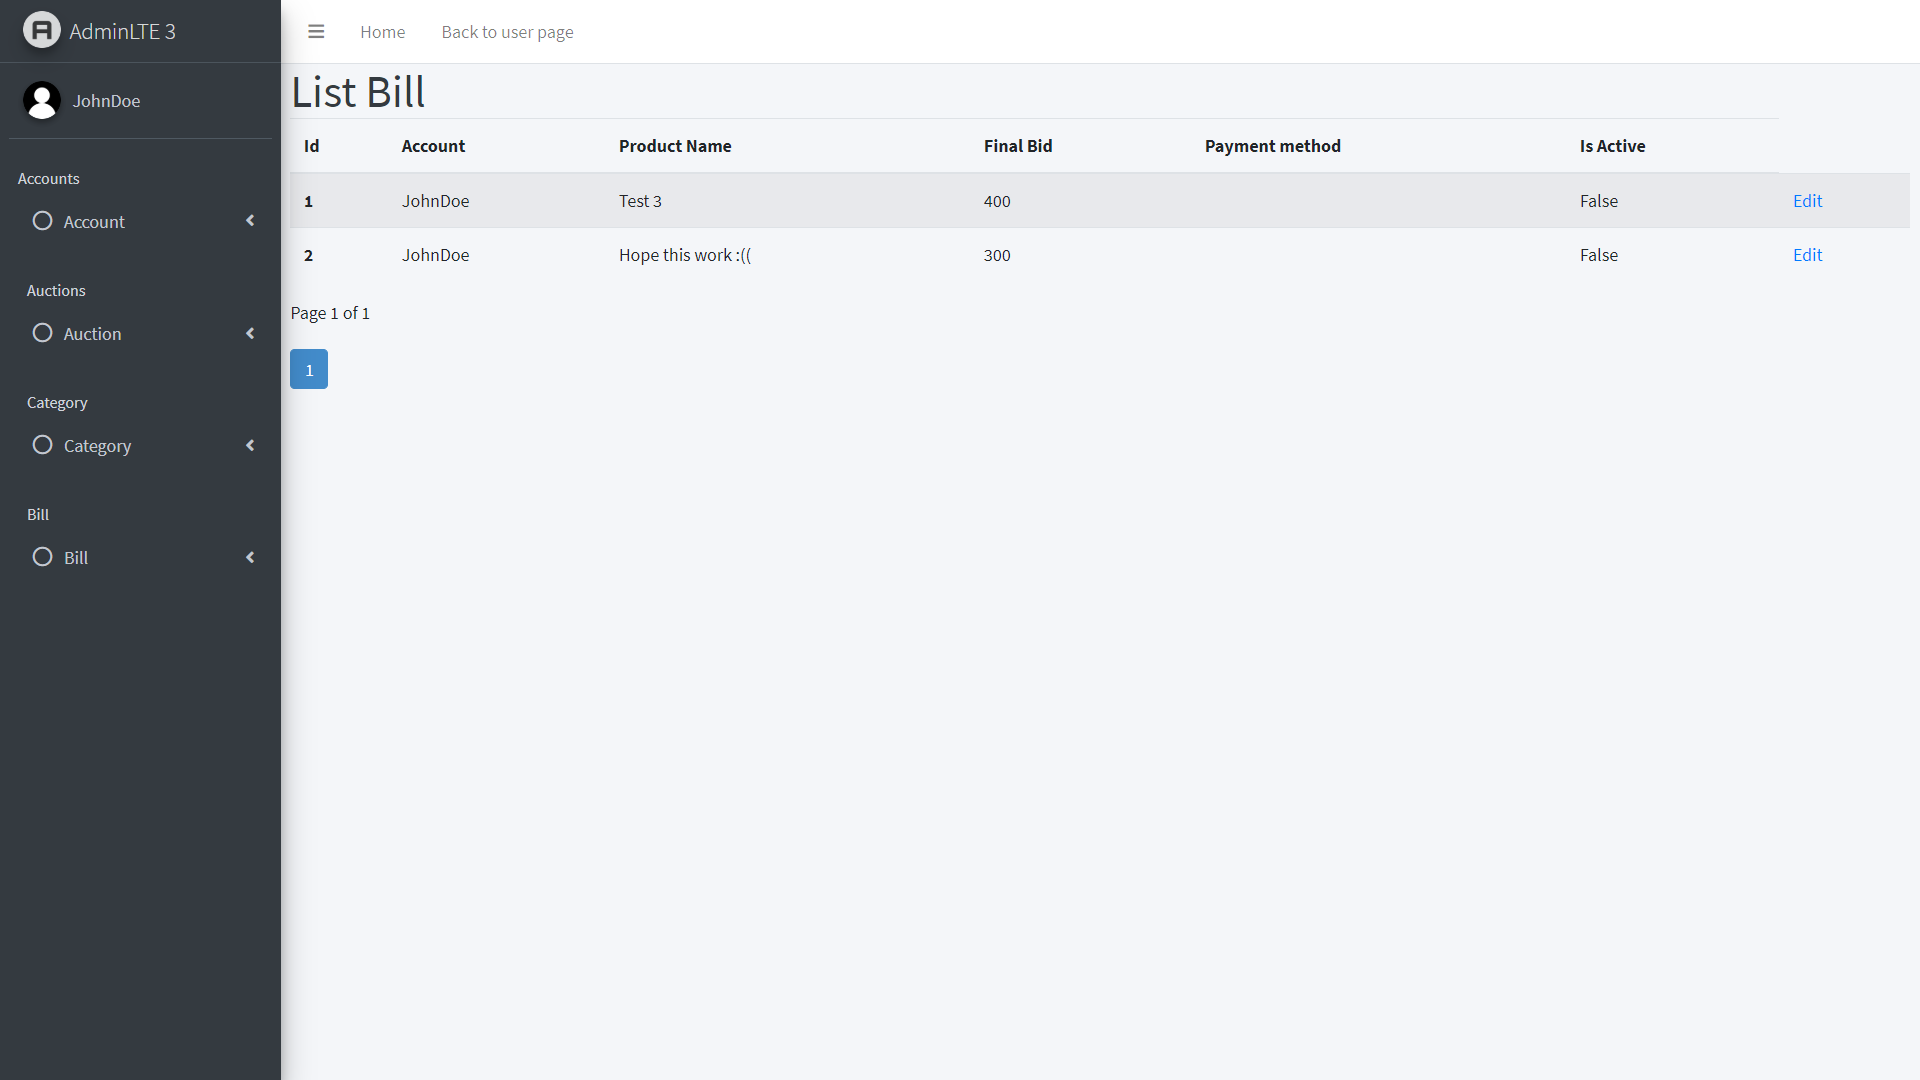 AdminLTE 3
JohnDoe
Accounts
Account
Auctions
Auction
Category
Category
Bill
Bill
Home Back to user page
List Bill
Id Account Product Name Final Bid Payment method Is Active
1 JohnDoe Test 3 400 False Edit
2 JohnDoe Hope this work :(( 300 False Edit
Page 1 of 1
1